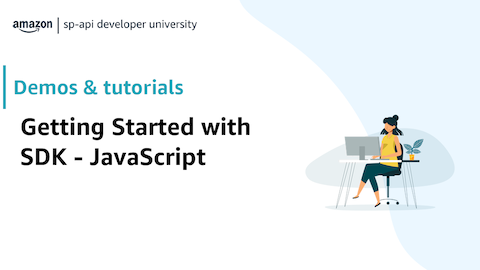 amazon | sp-api developer university
Demos & tutorials
Getting Started with
SDK - JavaScript